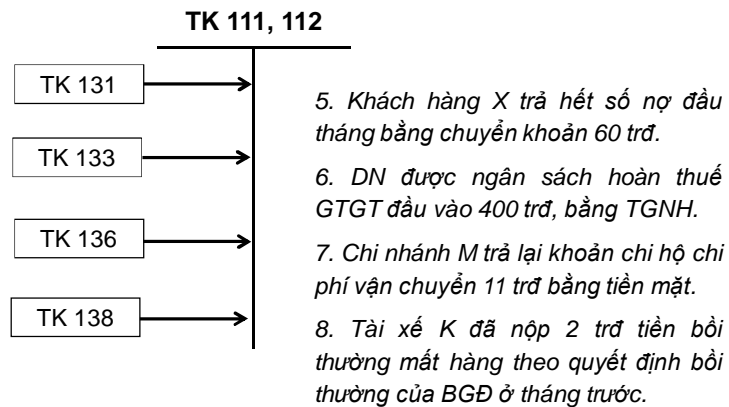 TK 111, 112
TK 131
TK 133
TK 136
TK 138
5. Khách hàng X trả hết số nợ đầu
tháng bằng chuyển khoản 60 trđ.
6. DN được ngân sách hoàn thuế
GTGT đầu vào 400 trđ, bằng TGNH.
7. Chi nhánh M trả lại khoản chi hộ chi
phí vận chuyển 11 trđ bằng tiền mặt.
8. Tài xế K đã nộp 2 trđ tiền bồi
thường mất hàng theo quyết định bồi
thường của BGĐ ở tháng trước.